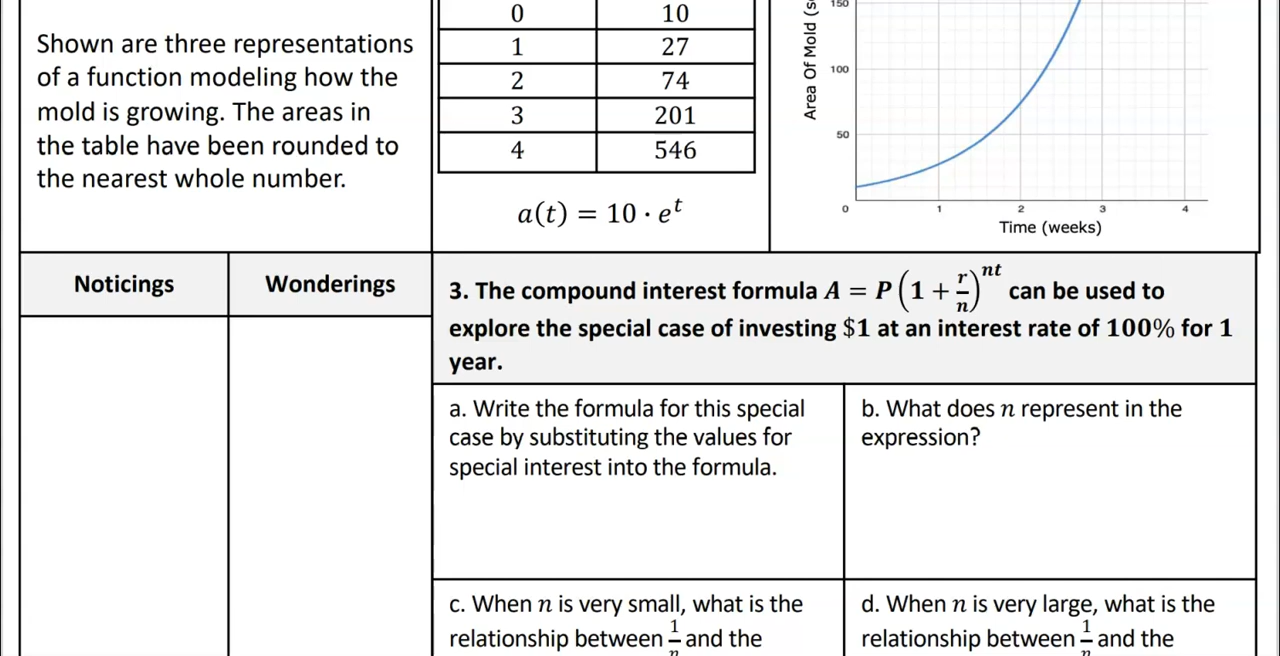 Shown are three representations
of a function modeling how the
mold is growing. The areas in
the table have been rounded to
the nearest whole number.
0 10
1 27
2 74
3 201
4 546
a(t) = 10 · e^t
Area Of Mold
150
100
50
0 1 2 3 4
Time (weeks)
Noticings
Wonderings
3. The compound interest formula A = P(1 + r/n)^nt can be used to
explore the special case of investing $1 at an interest rate of 100% for 1
year.
a. Write the formula for this special
case by substituting the values for
special interest into the formula.
b. What does n represent in the
expression?
c. When n is very small, what is the
relationship between 1/n and the
d. When n is very large, what is the
relationship between 1/n and the